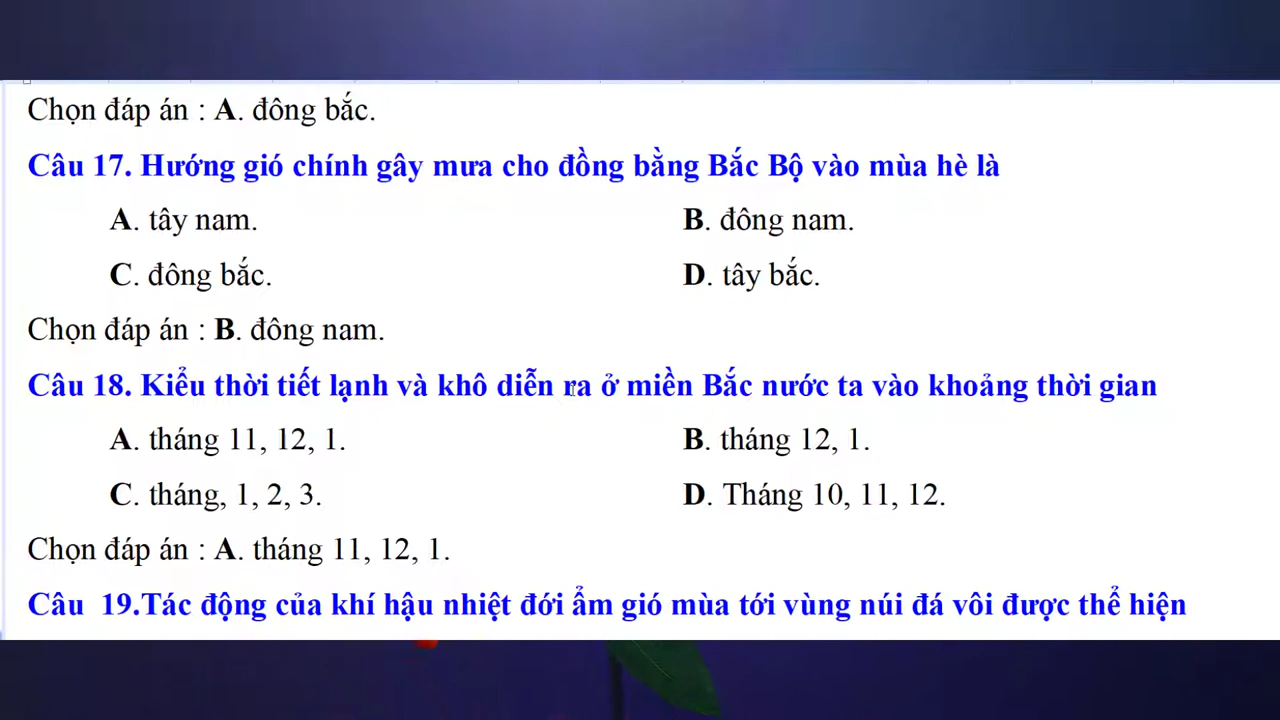 Chọn đáp án : A. đông bắc.
Câu 17. Hướng gió chính gây mưa cho đồng bằng Bắc Bộ vào mùa hè là
A. tây nam. B. đông nam.
C. đông bắc. D. tây bắc.
Chọn đáp án : B. đông nam.
Câu 18. Kiểu thời tiết lạnh và khô diễn ra ở miền Bắc nước ta vào khoảng thời gian
A. tháng 11, 12, 1. B. tháng 12, 1.
C. tháng, 1, 2, 3. D. Tháng 10, 11, 12.
Chọn đáp án : A. tháng 11, 12, 1.
Câu 19.Tác động của khí hậu nhiệt đới ẩm gió mùa tới vùng núi đá vôi được thể hiện